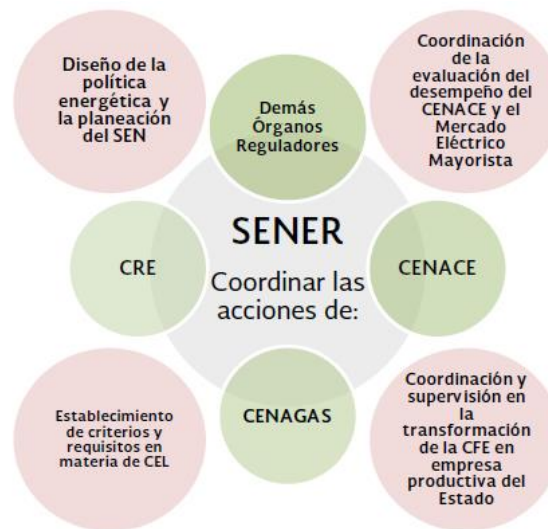 Diseño de la
política
energética y
la planeación
del SEN
Demás
Órganos
Reguladores
Coordinación
de la
evaluación del
desempeño del
CENACE y el
Mercado
Eléctrico
Mayorista
CRE
SENER
Coordinar las
acciones de:
CENACE
Establecimiento
de criterios y
requisitos en
materia de CEL
CENAGAS
Coordinación y
supervisión en
la
transformación
de la CFE en
empresa
productiva del
Estado